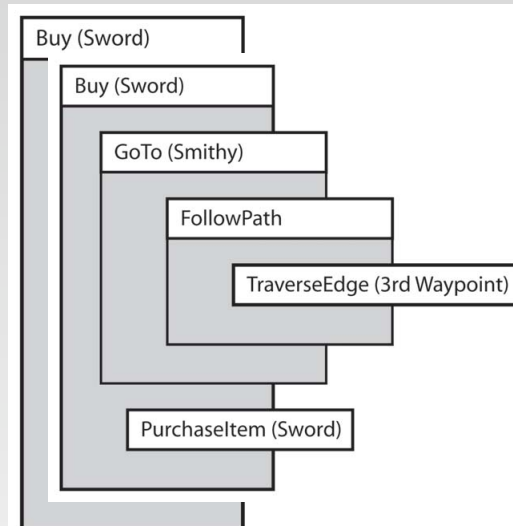 Buy (Sword)
Buy (Sword)
GoTo (Smithy)
FollowPath
TraverseEdge (3rd Waypoint)
PurchaseItem (Sword)